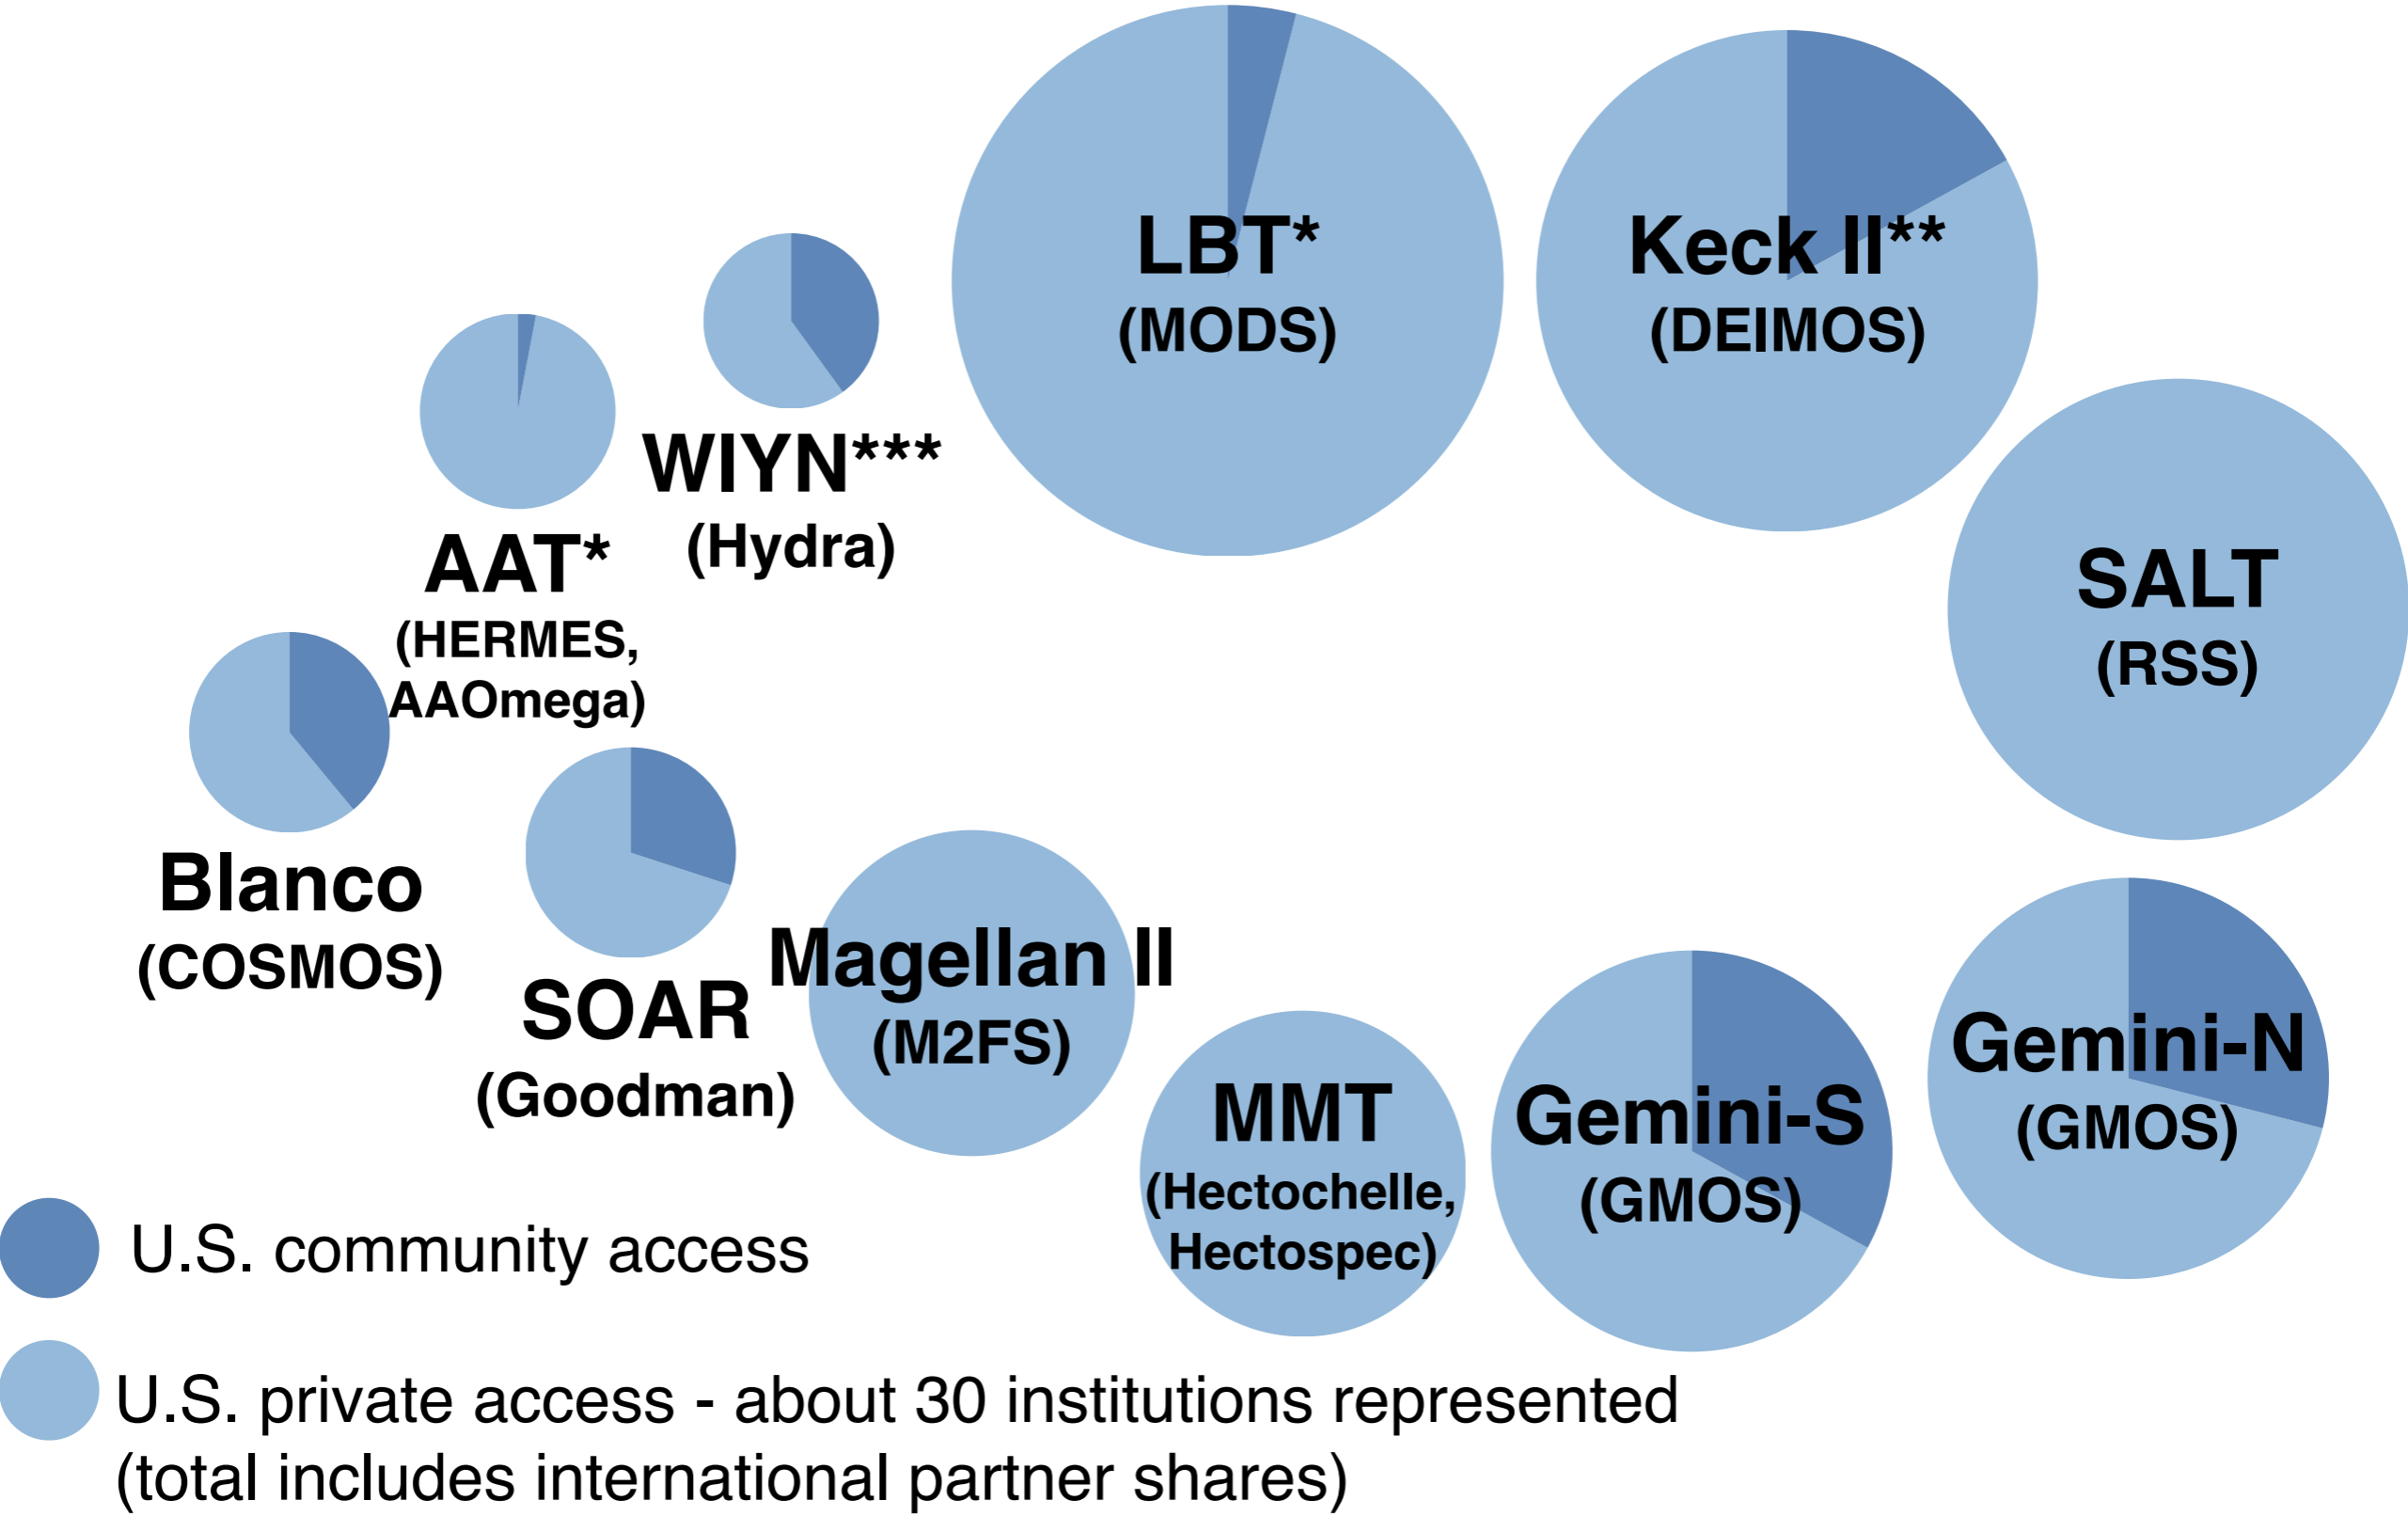 LBT*
(MODS)
Keck II**
(DEIMOS)
WIYN***
(Hydra)
AAT*
(HERMES,
AAOmega)
SALT
(RSS)
Blanco
(COSMOS)
SOAR
(Goodman)
Magellan II
(M2FS)
MMT
(Hectochelle,
Hectospec)
Gemini-S
(GMOS)
Gemini-N
(GMOS)
U.S. community access
U.S. private access - about 30 institutions represented
(total includes international partner shares)